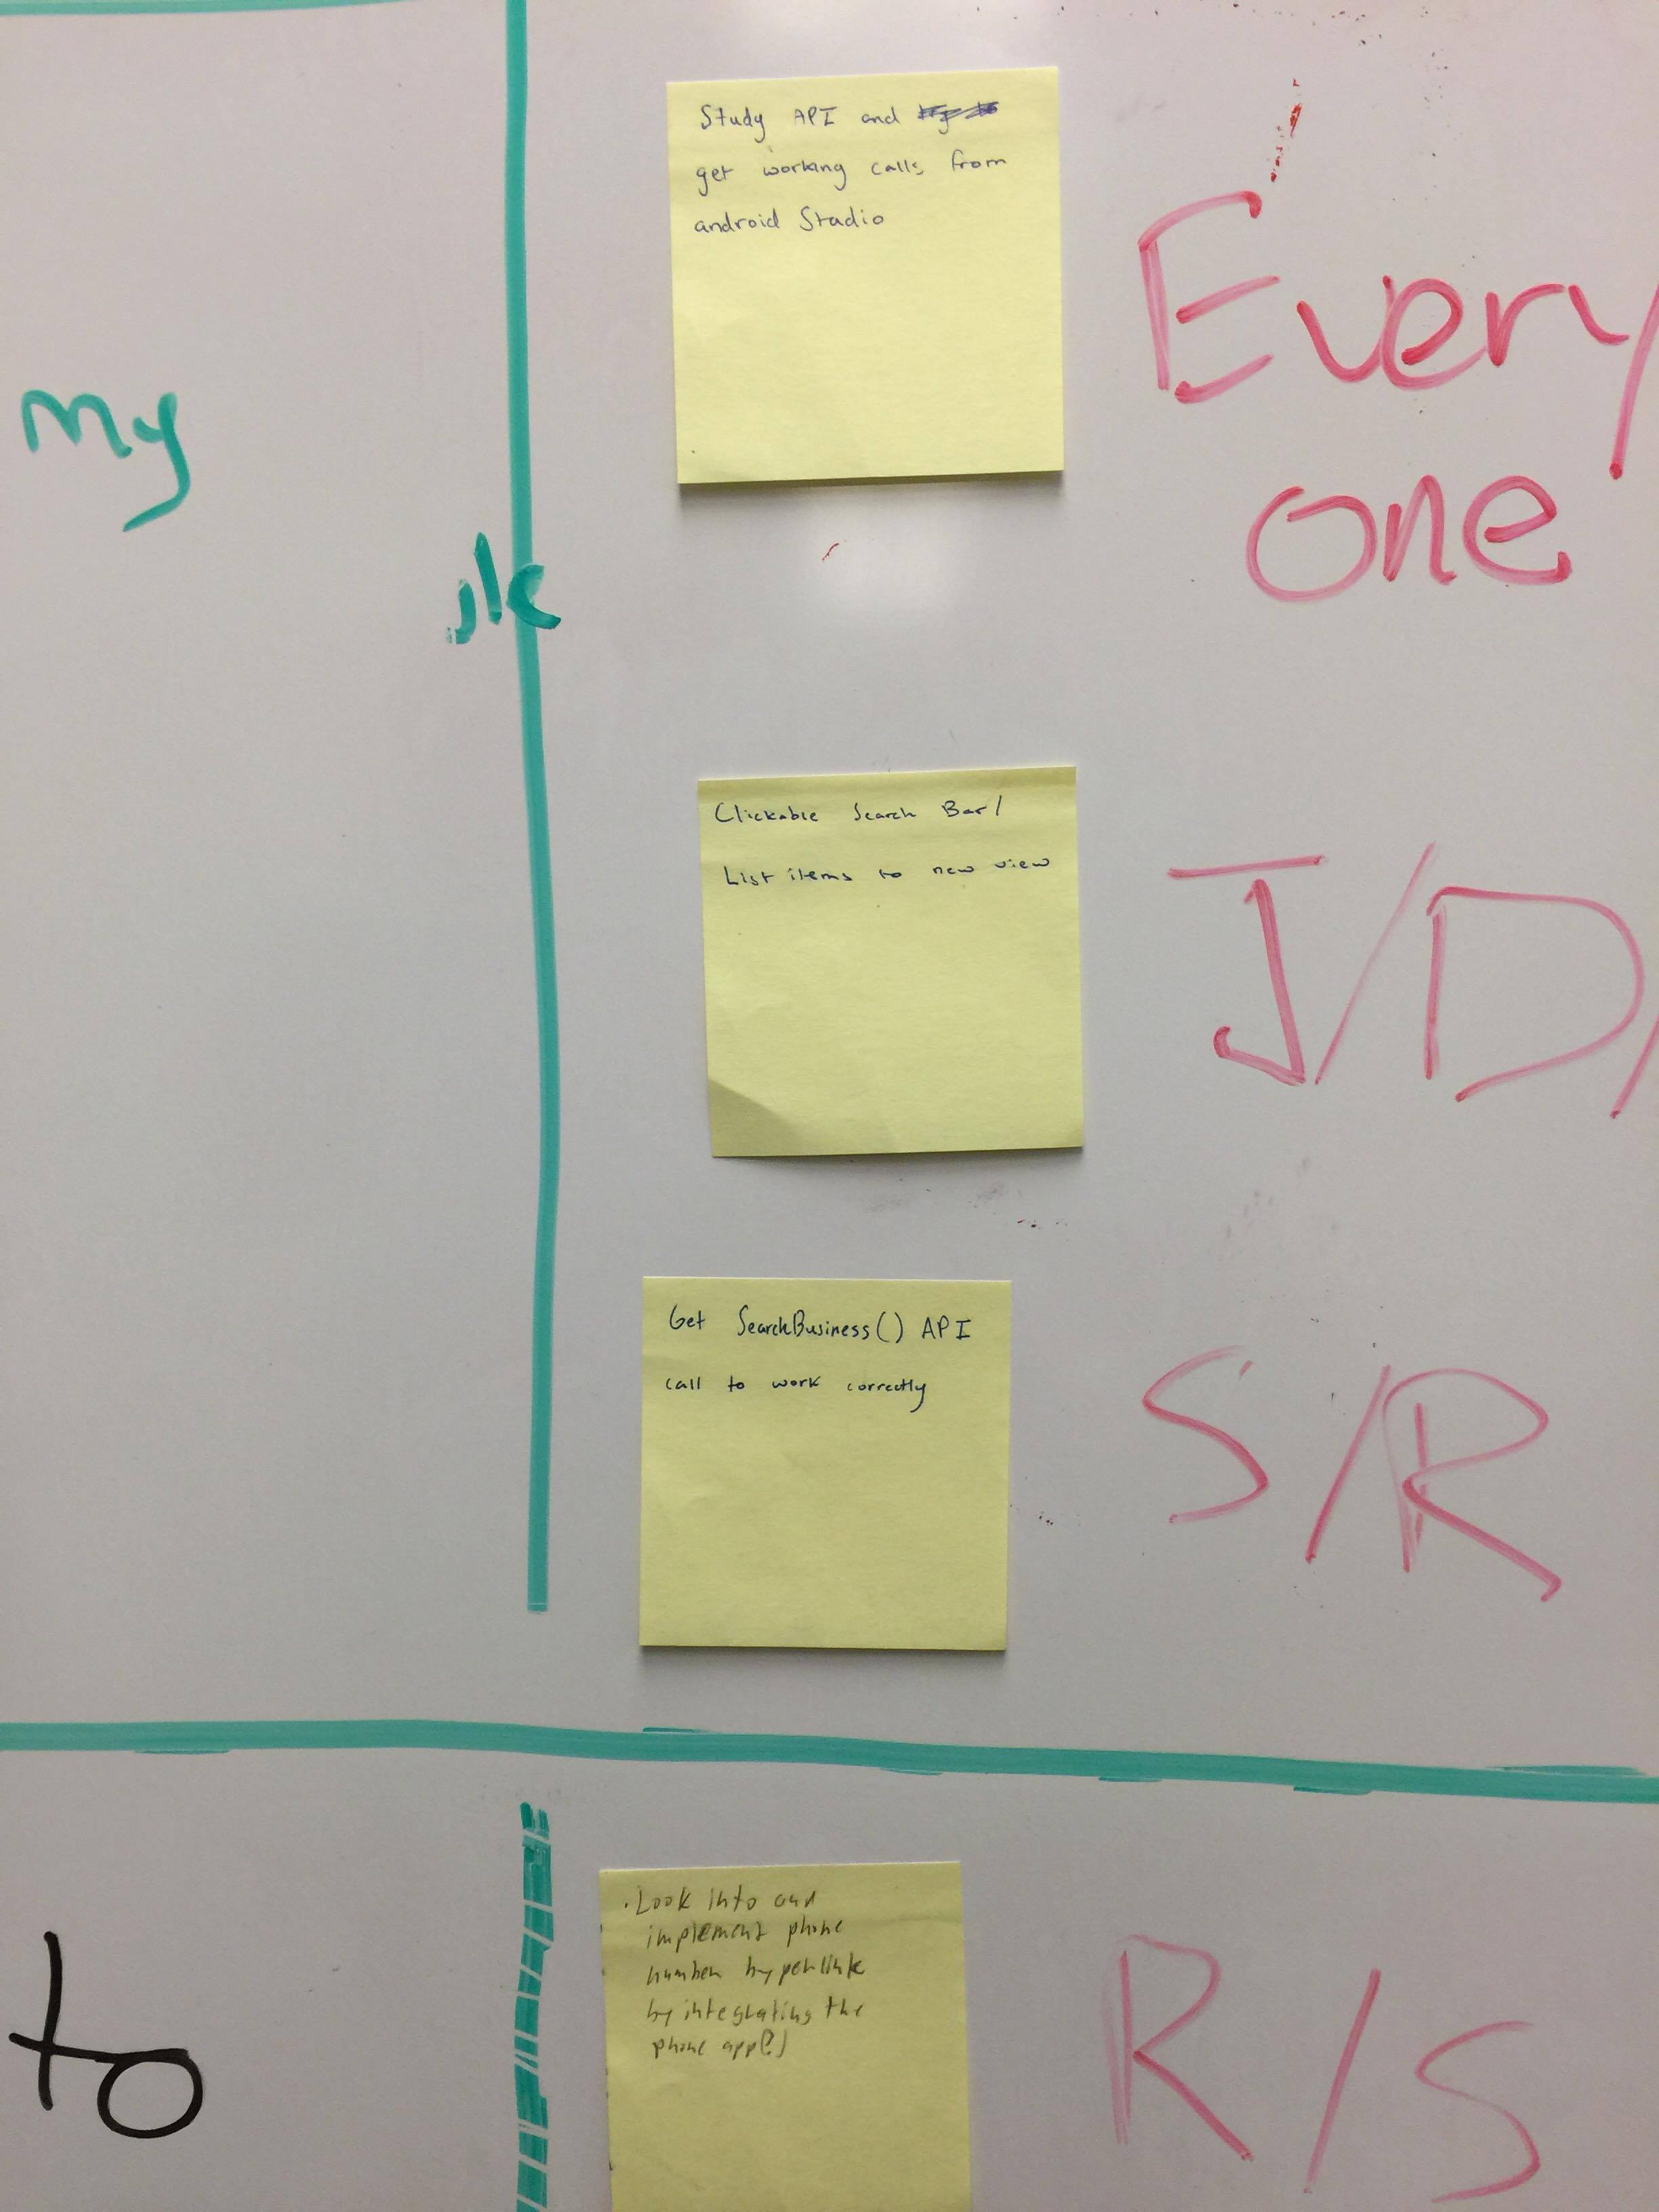 Study API and
get working calls from
android Studio
Every
one
my
Clickable Search Bar/
List items to new view
J/D/
Get SearchBusiness() API
call to work correctly
S/R
to
.Look into and
implement phone
number hyperlink
by integrating the
phone app(?)
R/S